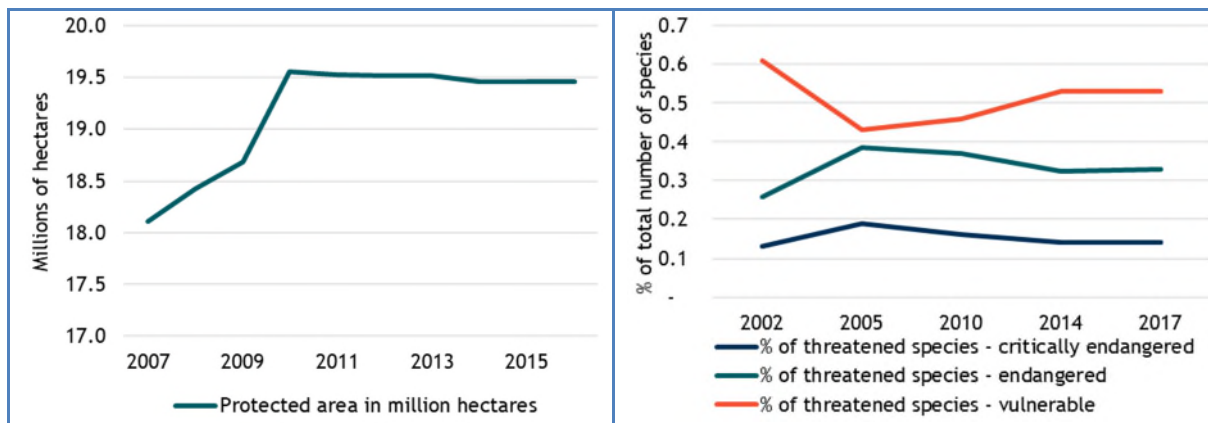 Millions of hectares
20.0
19.5
19.0
18.5
18.0
17.5
17.0
2007 2009 2011 2013 2015
Protected area in million hectares
% of total number of species
0.7
0.6
0.5
0.4
0.3
0.2
0.1
-
2002 2005 2010 2014 2017
% of threatened species - critically endangered
% of threatened species - endangered
% of threatened species - vulnerable